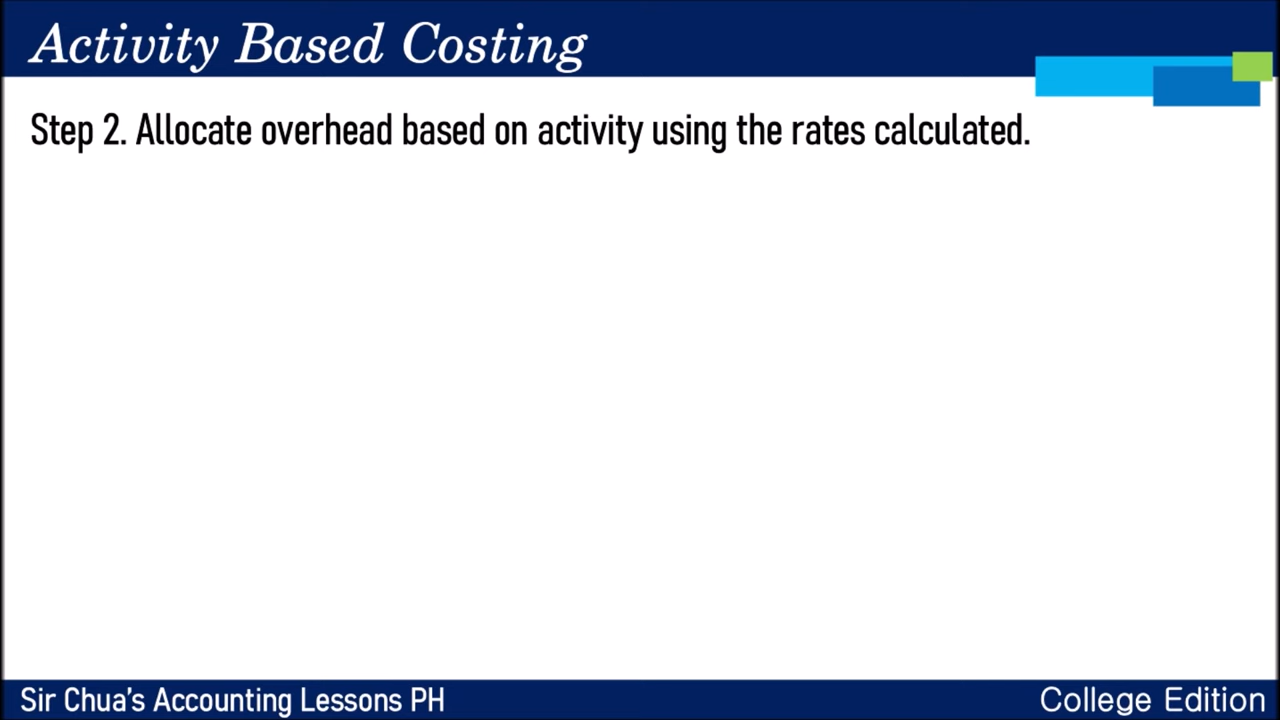 Activity Based Costing
Step 2. Allocate overhead based on activity using the rates calculated.
Sir Chua's Accounting Lessons PH
College Edition